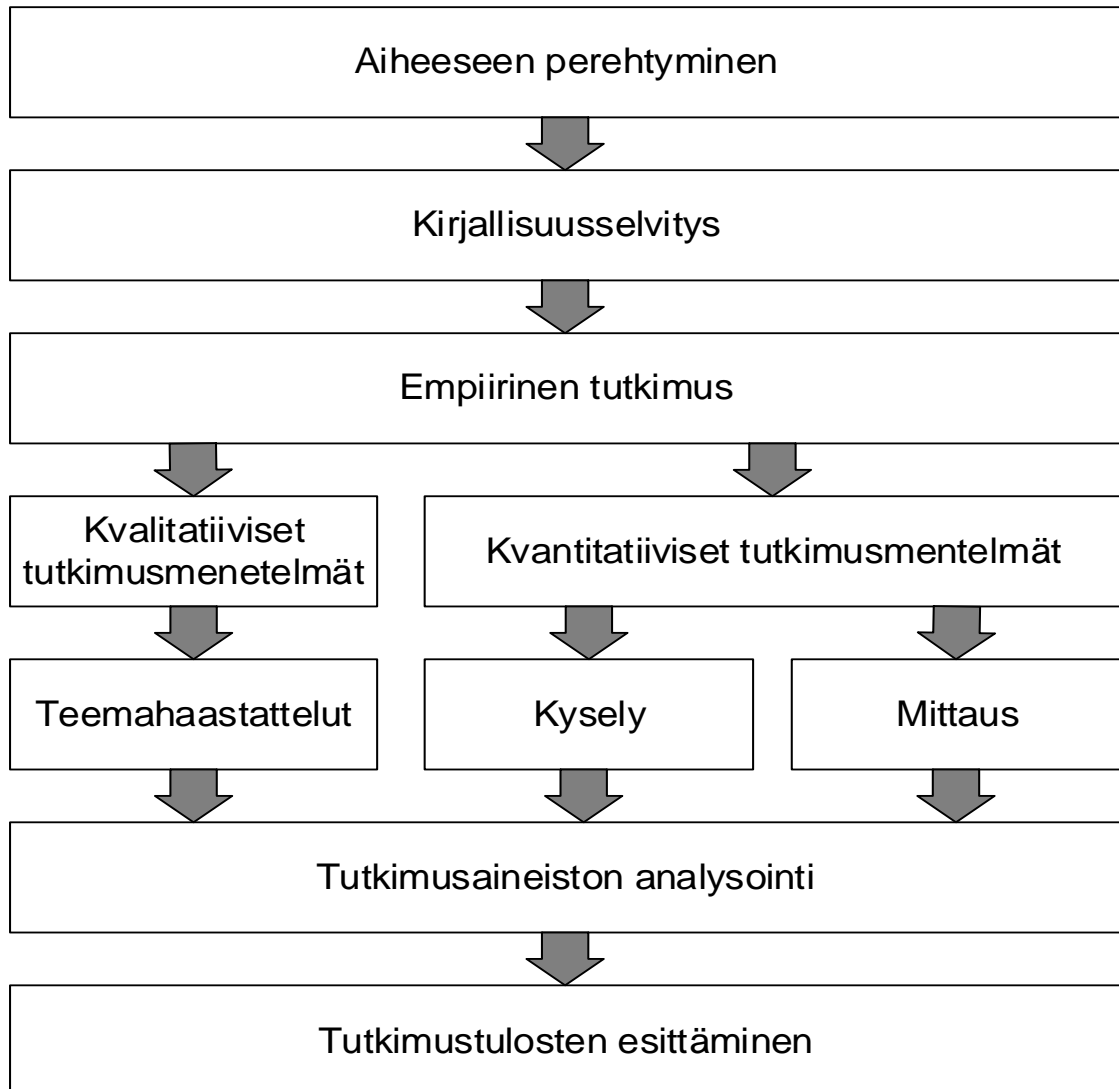 Aiheeseen perehtyminen
Kirjallisuusselvitys
Empiirinen tutkimus
Kvalitatiiviset
tutkimusmenetelmät
Kvantitatiiviset tutkimusmentelmät
Teemahaastattelut
Kysely
Mittaus
Tutkimusaineiston analysointi
Tutkimustulosten esittäminen